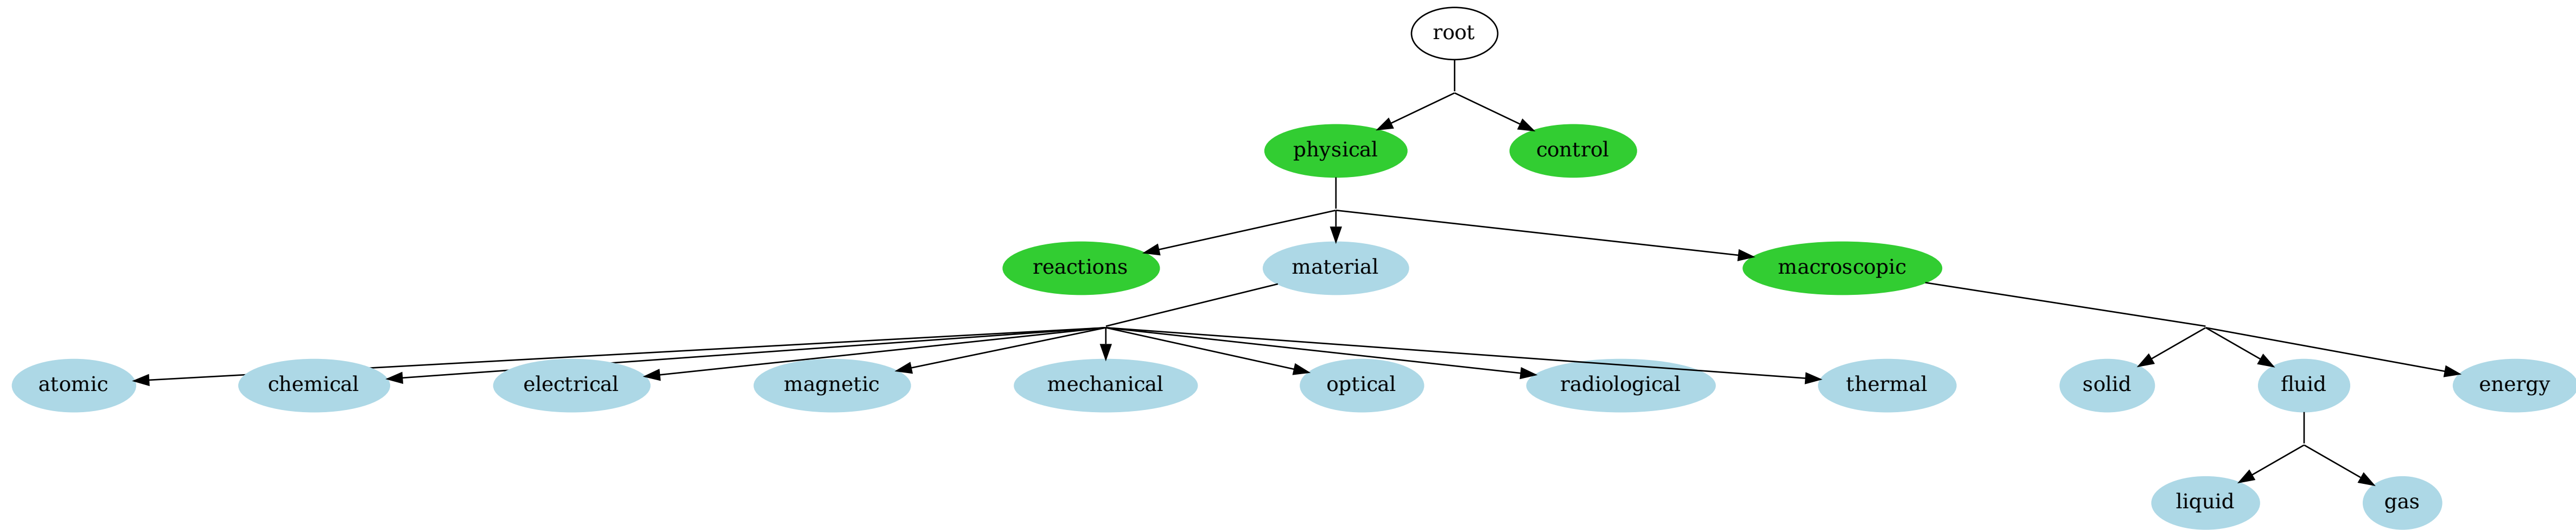 root
physical
control
reactions
material
macroscopic
atomic
chemical
electrical
magnetic
mechanical
optical
radiological
thermal
solid
fluid
energy
liquid
gas